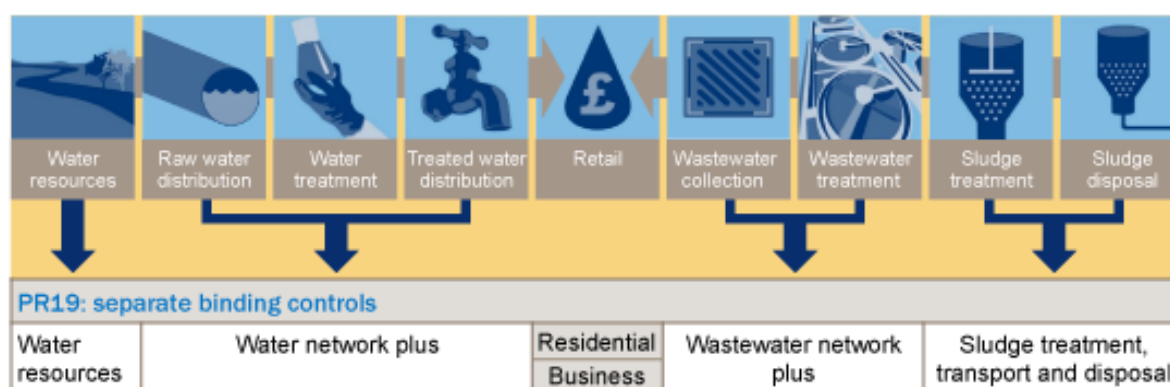 Water
resources
Raw water
distribution
Water
treatment
Treated water
distribution
£
Retail
Wastewater
collection
Wastewater
treatment
Sludge
treatment
Sludge
disposal
PR19: separate binding controls
Water
resources
Water network plus
Residential
Business
Wastewater network
plus
Sludge treatment,
transport and disposal